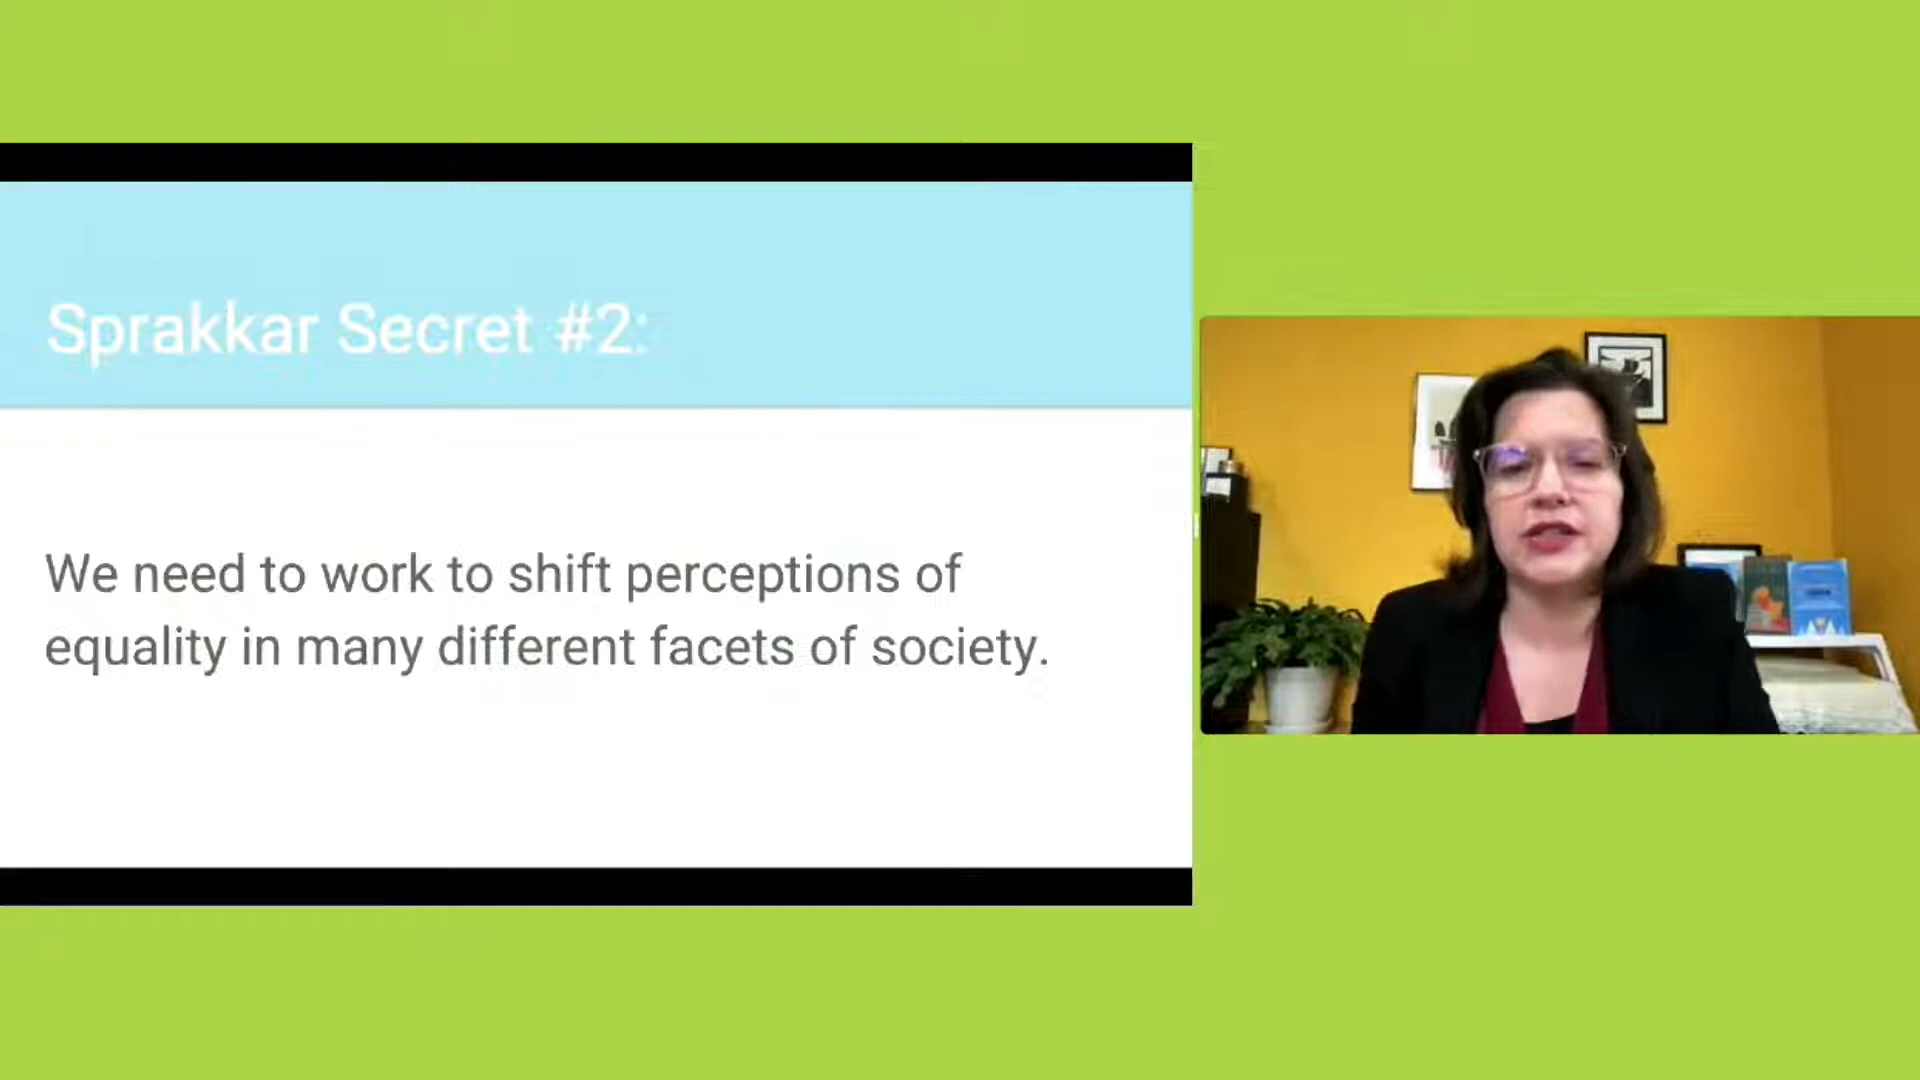 Sprakkar Secret #2:
We need to work to shift perceptions of
equality in many different facets of society.